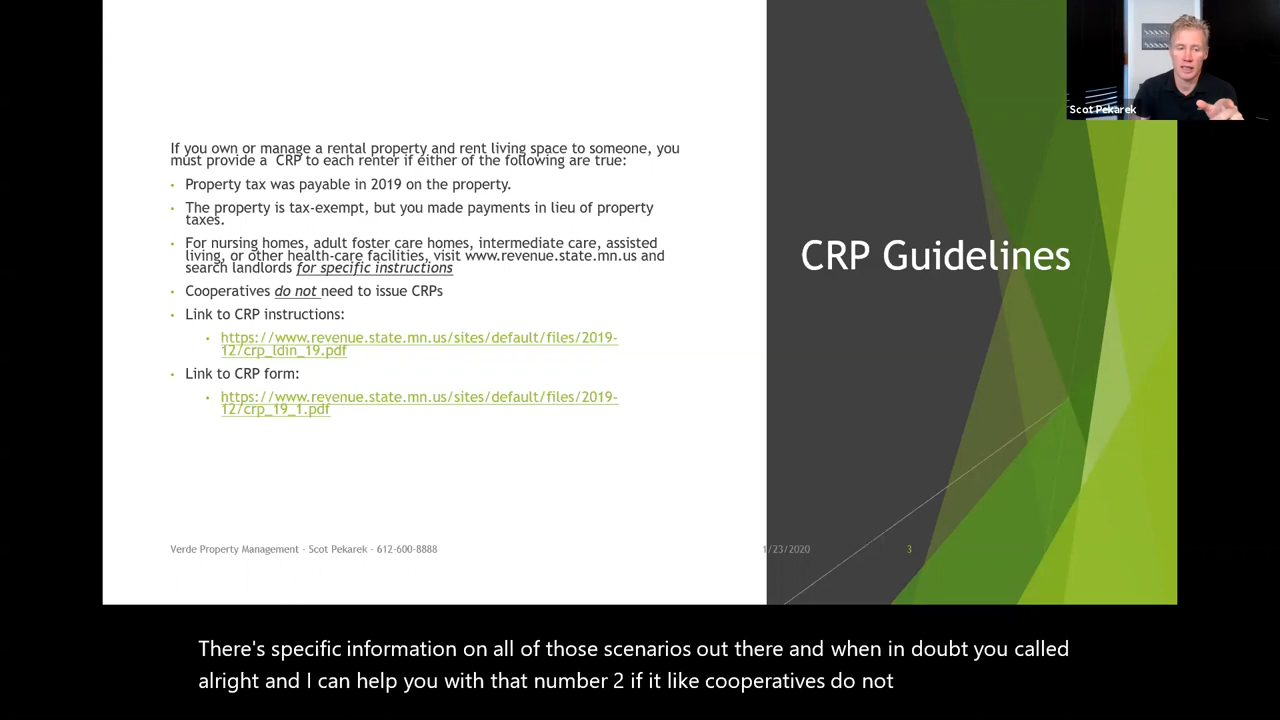 Scot Pekarek
If you own or manage a rental property and rent living space to someone, you
must provide a CRP to each renter if either of the following are true:
• Property tax was payable in 2019 on the property.
• The property is tax-exempt, but you made payments in lieu of property
taxes.
• For nursing homes, adult foster care homes, intermediate care, assisted
living, or other health-care facilities, visit www.revenue.state.mn.us and
search landlords for specific instructions
• Cooperatives do not need to issue CRPs
• Link to CRP instructions:
• https://www.revenue.state.mn.us/sites/default/files/2019-
12/crp_ldin_19.pdf
• Link to CRP form:
• https://www.revenue.state.mn.us/sites/default/files/2019-
12/crp_19_1.pdf
CRP Guidelines
Verde Property Management - Scot Pekarek - 612-600-8888
1/23/2020
3
There's specific information on all of those scenarios out there and when in doubt you called
alright and I can help you with that number 2 if it like cooperatives do not